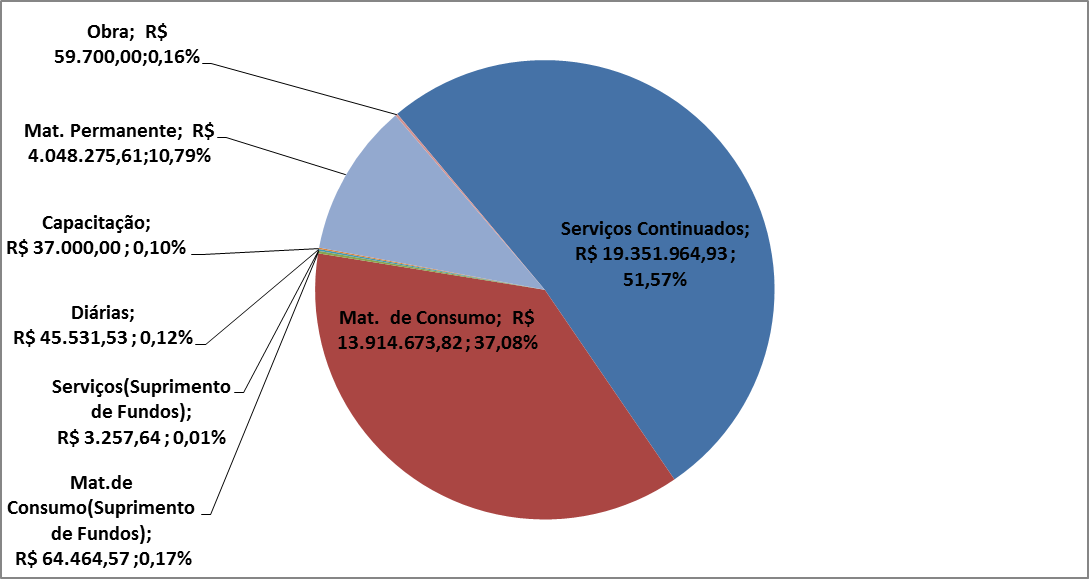 Obra;  R$
59.700,00;0,16%
Mat. Permanente;  R$
4.048.275,61;10,79%
Capacitação;
R$ 37.000,00 ; 0,10%
Diárias;
R$ 45.531,53 ; 0,12%
Serviços(Suprimento
de Fundos);
R$ 3.257,64 ; 0,01%
Mat.de
Consumo(Suprimento
de Fundos);
R$ 64.464,57 ;0,17%
Mat.  de Consumo;  R$
13.914.673,82 ; 37,08%
Serviços Continuados;
R$ 19.351.964,93 ;
51,57%